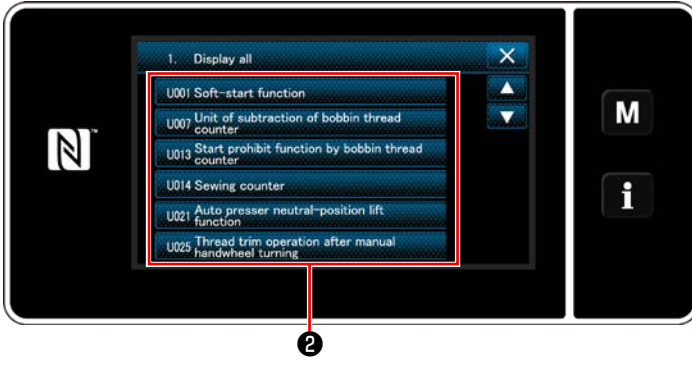 1. Display all
U001 Soft-start function
U007 Unit of subtraction of bobbin thread
counter
U013 Start prohibit function by bobbin thread
counter
U014 Sewing counter
U021 Auto presser neutral-position lift
function
U025 Thread trim operation after manual
handwheel turning
N
M
i
❷